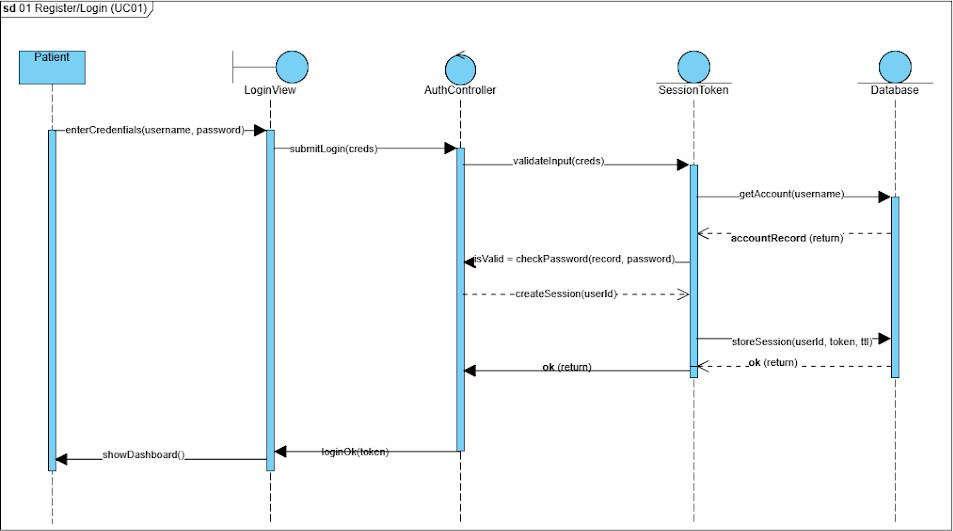 sd 01 Register/Login (UC01)
Patient
LoginView
AuthController
SessionToken
Database
enterCredentials(username, password)
submitLogin(creds)
validateInput(creds)
getAccount(username)
accountRecord (return)
isValid = checkPassword(record, password)
createSession(userId)
storeSession(userId, token, ttl)
ok (return)
ok (return)
loginOk(token)
showDashboard()